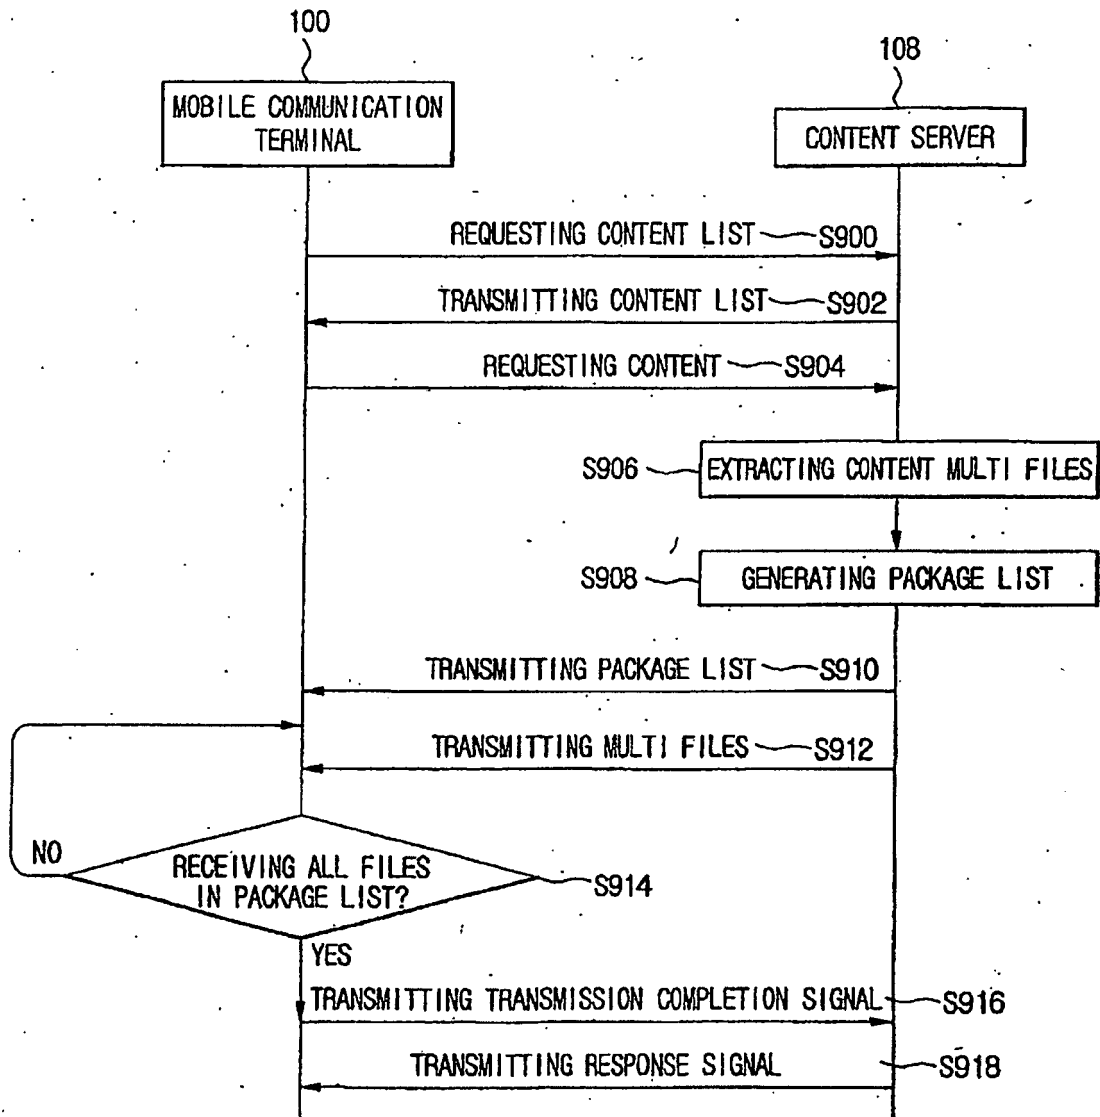 100
108
MOBILE COMMUNICATION
TERMINAL
CONTENT SERVER
REQUESTING CONTENT LIST S900
TRANSMITTING CONTENT LIST S902
REQUESTING CONTENT S904
S906 EXTRACTING CONTENT MULTI FILES
S908 GENERATING PACKAGE LIST
TRANSMITTING PACKAGE LIST S910
TRANSMITTING MULTI FILES S912
NO
RECEIVING ALL FILES
IN PACKAGE LIST?
S914
YES
TRANSMITTING TRANSMISSION COMPLETION SIGNAL S916
TRANSMITTING RESPONSE SIGNAL S918